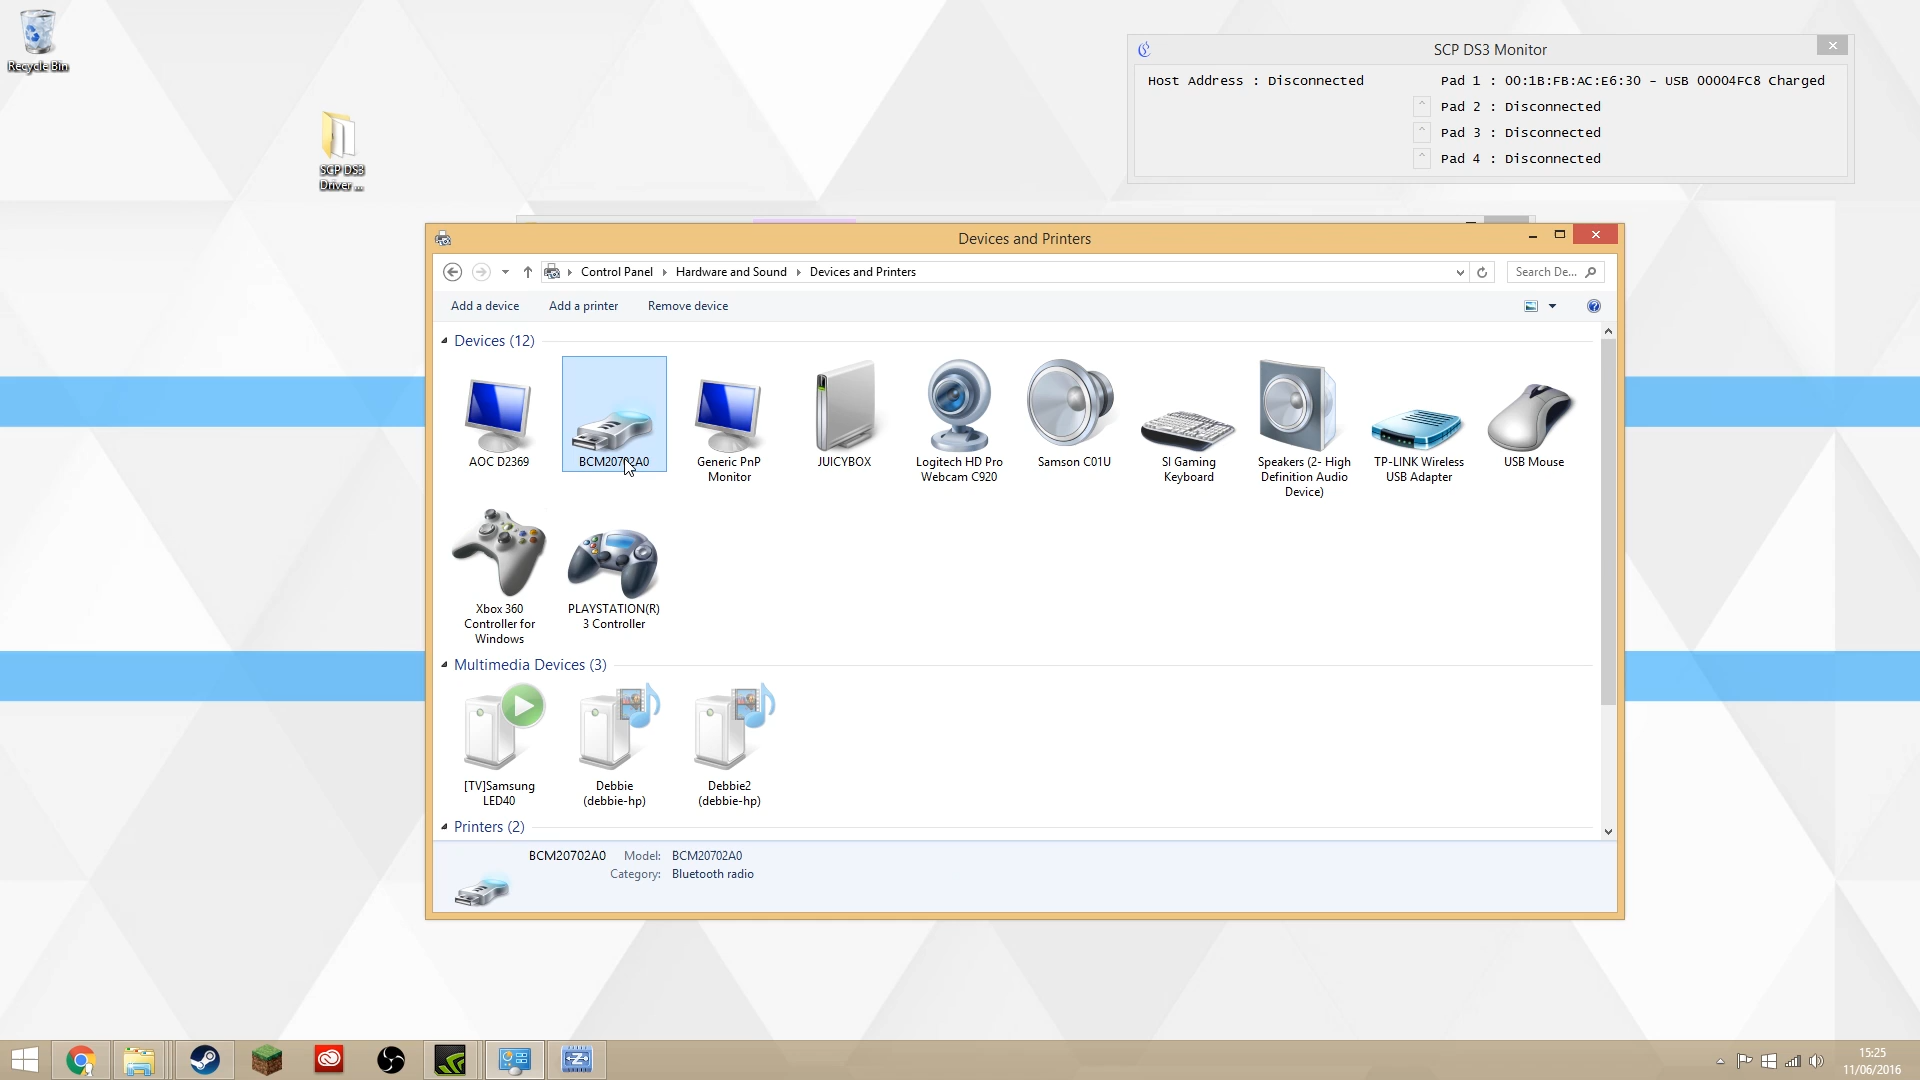 Recycle Bin
SCP DS3
Driver ...
SCP DS3 Monitor
Host Address : Disconnected
Pad 1 : 00:1B:FB:AC:E6:30 - USB 00004FC8 Charged
Pad 2 : Disconnected
Pad 3 : Disconnected
Pad 4 : Disconnected
Devices and Printers
Control Panel
Hardware and Sound
Devices and Printers
Search De...
Add a device
Add a printer
Remove device
Devices (12)
AOC D2369
BCM20702A0
Generic PnP
Monitor
JUICYBOX
Logitech HD Pro
Webcam C920
Samson C01U
SI Gaming
Keyboard
Speakers (2- High
Definition Audio
Device)
TP-LINK Wireless
USB Adapter
USB Mouse
Xbox 360
Controller for
Windows
PLAYSTATION(R)
3 Controller
Multimedia Devices (3)
[TV]Samsung
LED40
Debbie
(debbie-hp)
Debbie2
(debbie-hp)
Printers (2)
BCM20702A0
Model: BCM20702A0
Category: Bluetooth radio
15:25
11/06/2016